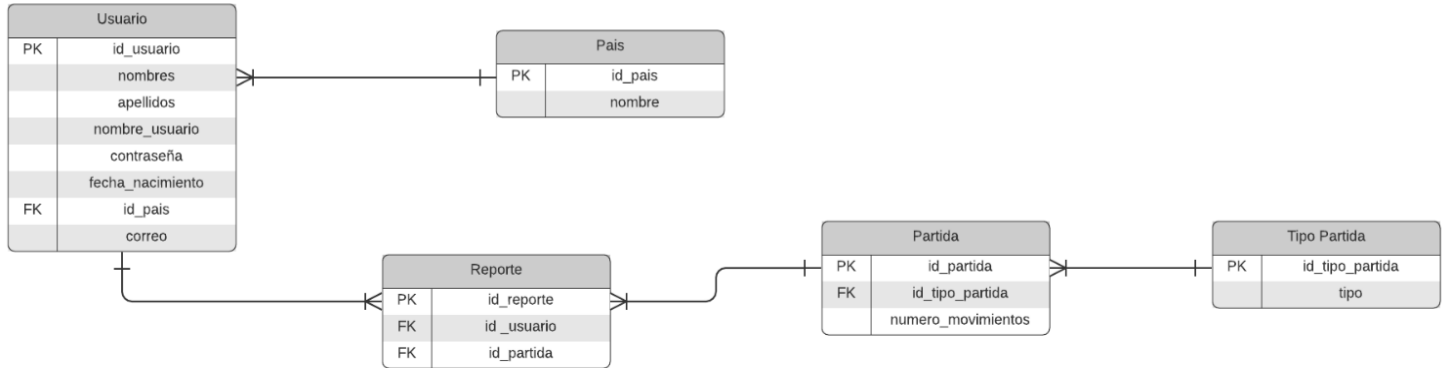 Usuario
PK id_usuario
nombres
apellidos
nombre_usuario
contraseña
fecha_nacimiento
FK id_pais
correo
Pais
PK id_pais
nombre
Reporte
PK id_reporte
FK id _usuario
FK id_partida
Partida
PK id_partida
FK id_tipo_partida
numero_movimientos
Tipo Partida
PK id_tipo_partida
tipo